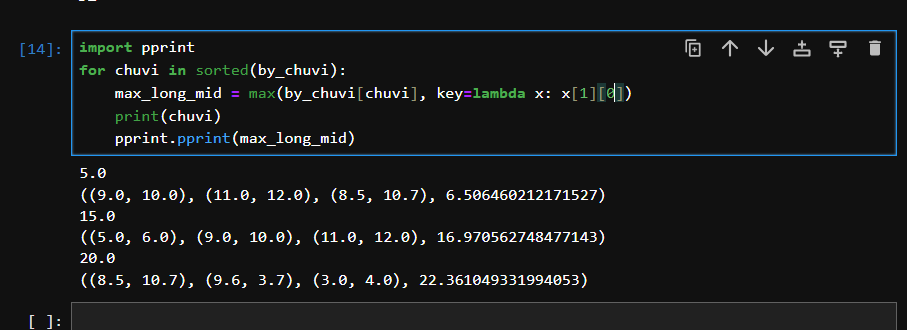 [14]:
import pprint
for chuvi in sorted(by_chuvi):
    max_long_mid = max(by_chuvi[chuvi], key=lambda x: x[1][0])
    print(chuvi)
    pprint.pprint(max_long_mid)
5.0
((9.0, 10.0), (11.0, 12.0), (8.5, 10.7), 6.506460212171527)
15.0
((5.0, 6.0), (9.0, 10.0), (11.0, 12.0), 16.970562748477143)
20.0
((8.5, 10.7), (9.6, 3.7), (3.0, 4.0), 22.361049331994053)
[ ]: